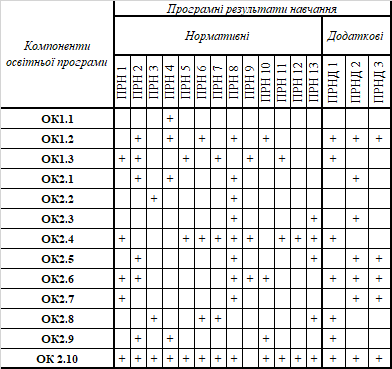 Компоненти освітньої програми
Програмні результати навчання
Нормативні Додаткові
ПРН 1 ПРН 2 ПРН 3 ПРН 4 ПРН 5 ПРН 6 ПРН 7 ПРН 8 ПРН 9 ПРН 10 ПРН 11 ПРН 12 ПРН 13 ПРНД 1 ПРНД 2 ПРНД 3
ОК1.1 +
ОК1.2 + + + + + + + +
ОК1.3 + + + + + + +
ОК2.1 + + + +
ОК2.2 + +
ОК2.3 + + +
ОК2.4 + + + + + + + + + +
ОК2.5 + + + + +
ОК2.6 + + + + + + + +
ОК2.7 + + + +
ОК2.8 + + + + +
ОК2.9 + + + +
ОК 2.10 + + + + + + + + + + + + + + + +